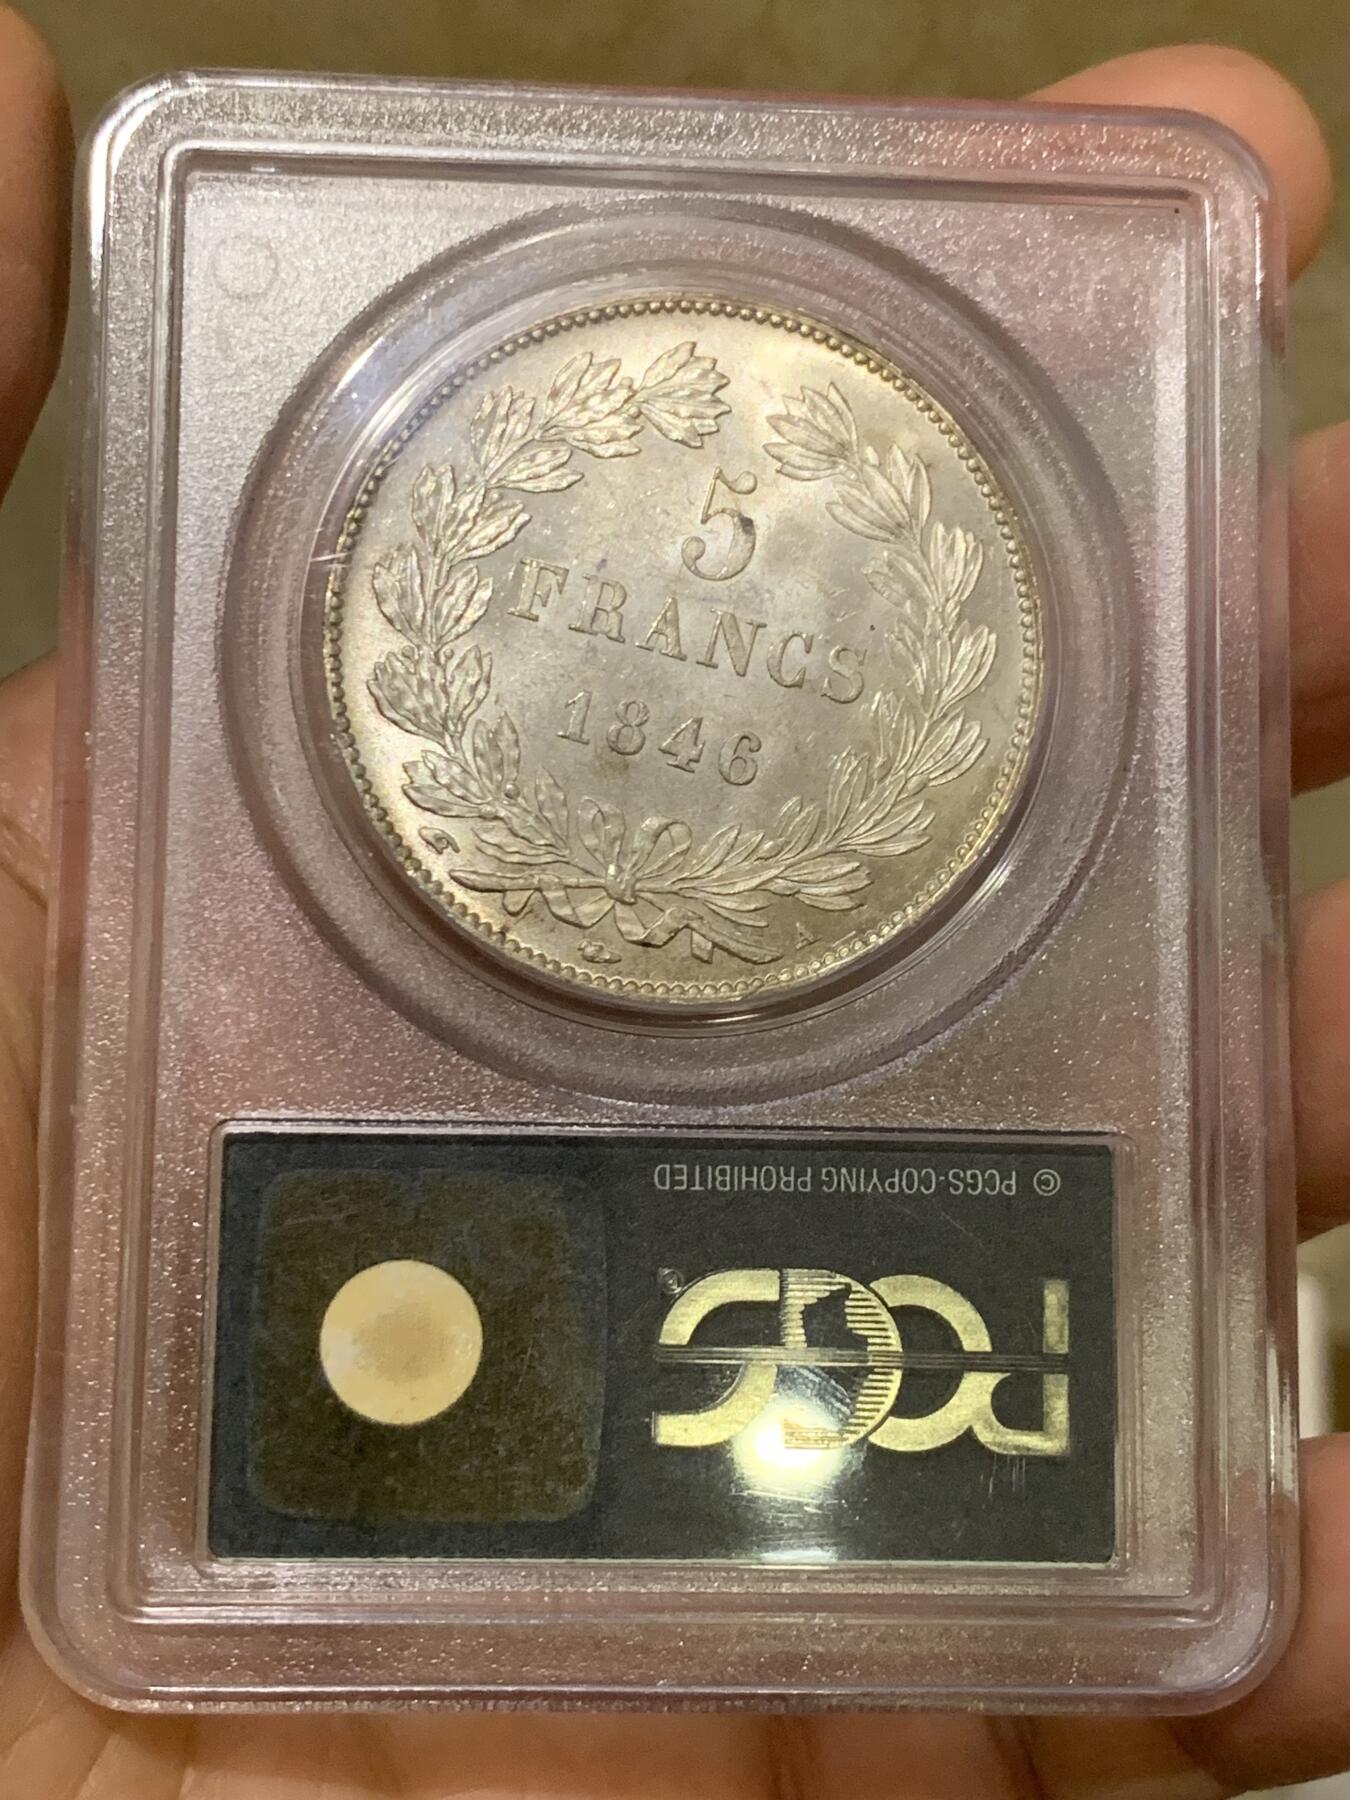 5
FRANCS
1846
A
© PCGS-COPYING PROHIBITED
PCGS